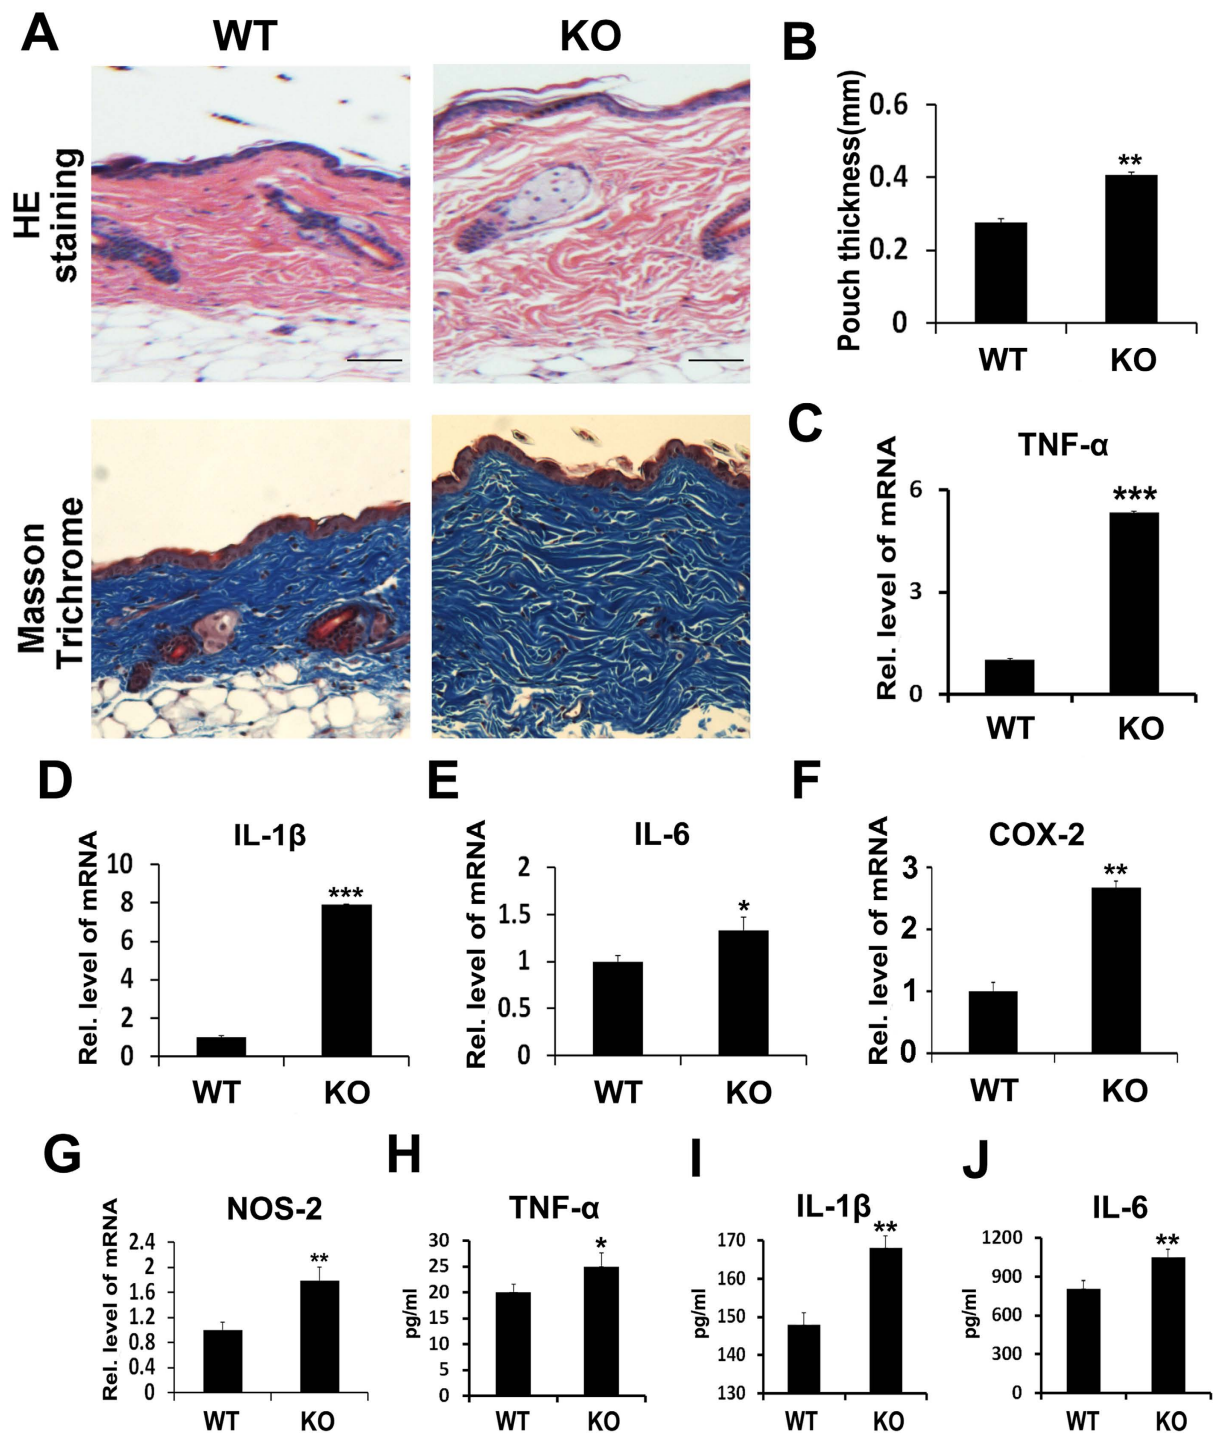 A
WT
KO
HE
staining
Masson
Trichrome
B
Pouch thickness(mm)
0.6
0.4
0.2
0
**
WT
KO
C
TNF-α
Rel. level of mRNA
6
3
0
***
WT
KO
D
IL-1β
Rel. level of mRNA
10
8
6
4
2
0
***
WT
KO
E
IL-6
Rel. level of mRNA
2
1.5
1
0.5
0
*
WT
KO
F
COX-2
Rel. level of mRNA
3
2
1
0
**
WT
KO
G
NOS-2
Rel. level of mRNA
2.4
2
1.6
1.2
0.8
0.4
0
**
WT
KO
H
TNF-α
pg/ml
30
25
20
15
10
5
0
*
WT
KO
I
IL-1β
pg/ml
170
160
150
140
130
**
WT
KO
J
IL-6
pg/ml
1200
900
600
300
0
**
WT
KO